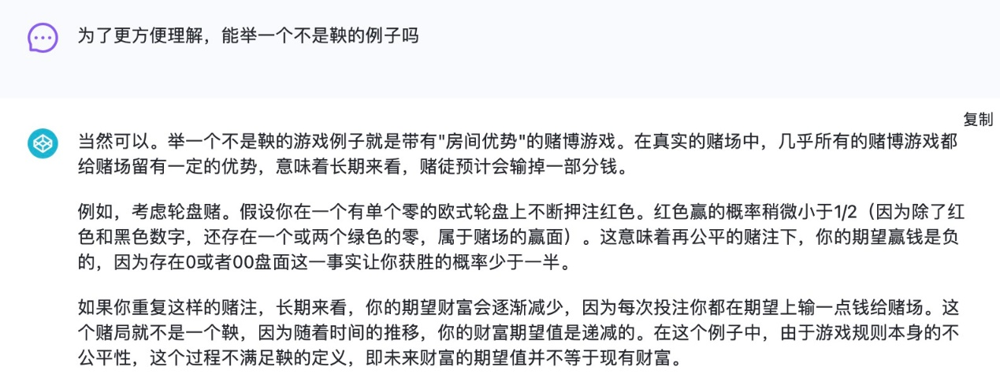 为了更方便理解，能举一个不是鞅的例子吗
复制
当然可以。举一个不是鞅的游戏例子就是带有"房间优势"的赌博游戏。在真实的赌场中，几乎所有的赌博游戏都
给赌场留有一定的优势，意味着长期来看，赌徒预计会输掉一部分钱。
例如，考虑轮盘赌。假设你在一个有单个零的欧式轮盘上不断押注红色。红色赢的概率稍微小于1/2（因为除了红
色和黑色数字，还存在一个或两个绿色的零，属于赌场的赢面）。这意味着再公平的赌注下，你的期望赢钱是负
的，因为存在0或者00盘面这一事实让你获胜的概率少于一半。
如果你重复这样的赌注，长期来看，你的期望财富会逐渐减少，因为每次投注你都在期望上输一点钱给赌场。这
个赌局就不是一个鞅，因为随着时间的推移，你的财富期望值是递减的。在这个例子中，由于游戏规则本身的不
公平性，这个过程不满足鞅的定义，即未来财富的期望值并不等于现有财富。